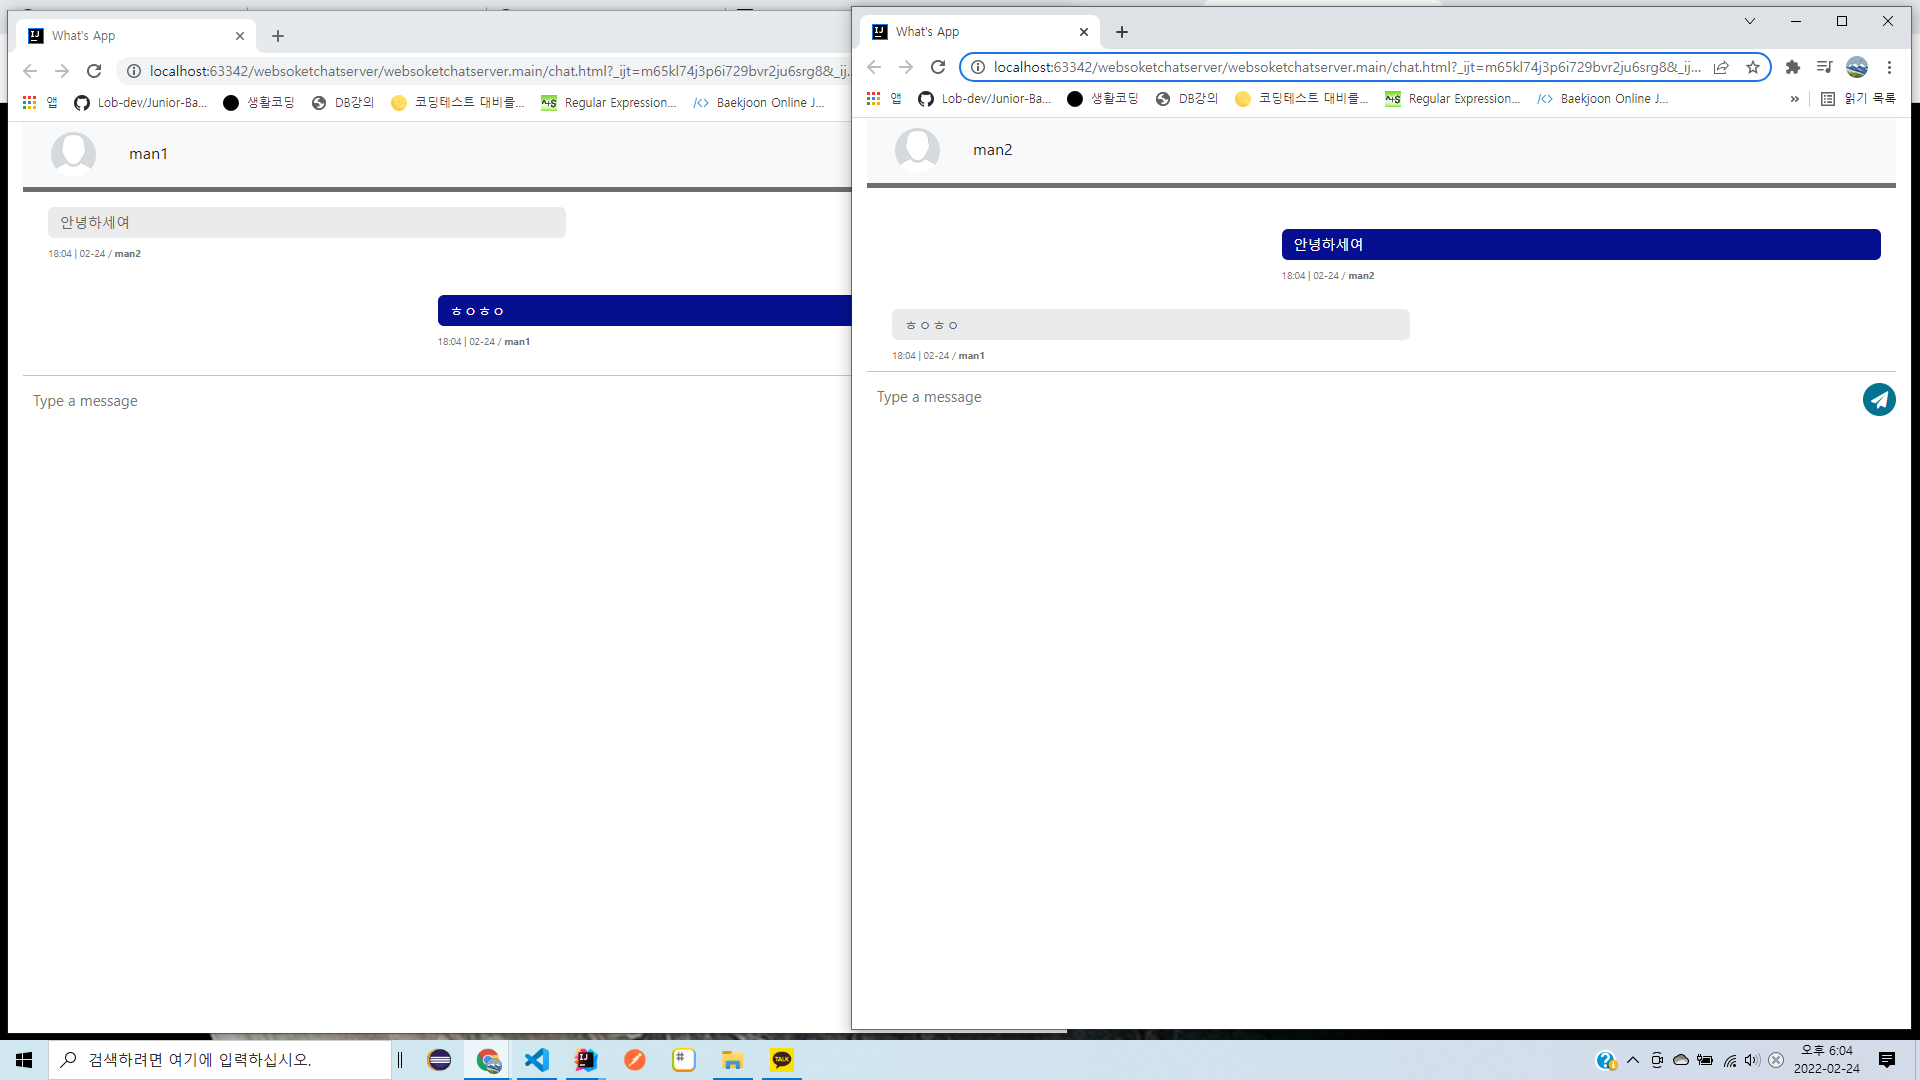 What's App
localhost:63342/websoketchatserver/websoketchatserver.main/chat.html?_ijt=m65kl74j3p6i729bvr2ju6srg8&_ij...
앱
Lob-dev/Junior-Ba...
생활코딩
DB강의
코딩테스트 대비를...
Regular Expression...
Baekjoon Online J...
man1
안녕하세여
18:04 | 02-24 / man2
ㅎㅇㅎㅇ
18:04 | 02-24 / man1
Type a message
What's App
localhost:63342/websoketchatserver/websoketchatserver.main/chat.html?_ijt=m65kl74j3p6i729bvr2ju6srg8&_ij...
앱
Lob-dev/Junior-Ba...
생활코딩
DB강의
코딩테스트 대비를...
Regular Expression...
Baekjoon Online J...
»
읽기 목록
man2
안녕하세여
18:04 | 02-24 / man2
ㅎㅇㅎㅇ
18:04 | 02-24 / man1
Type a message
검색하려면 여기에 입력하십시오.
TALK
오후 6:04
2022-02-24